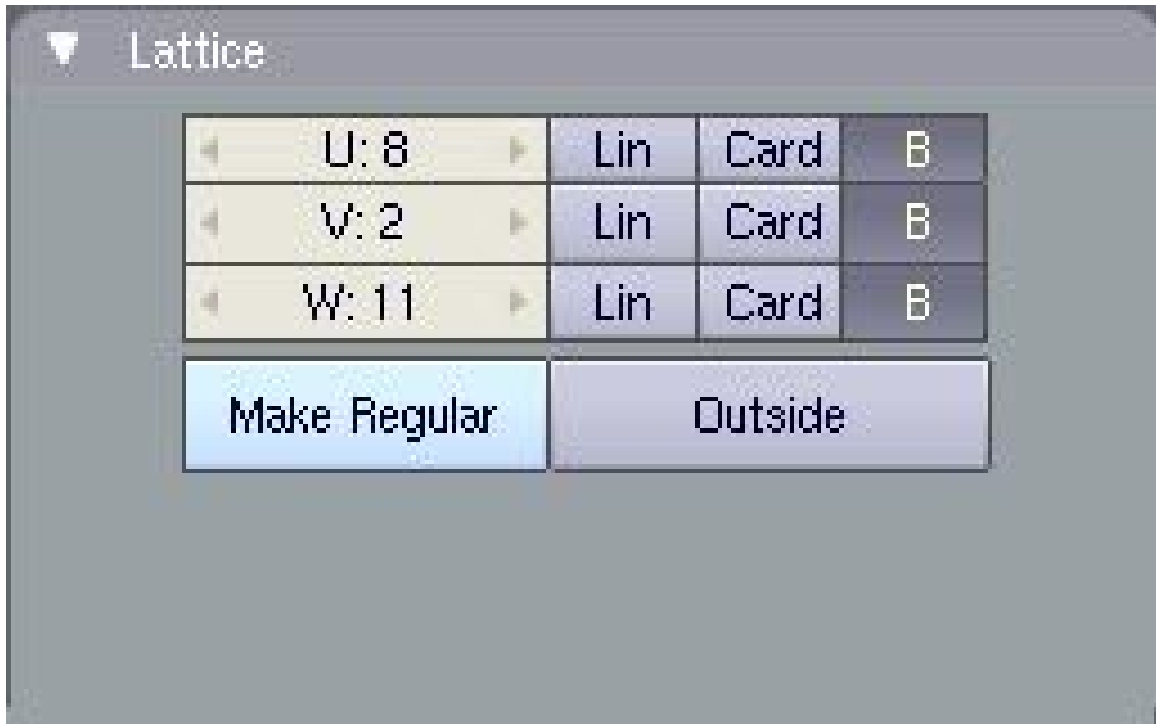 Lattice
U: 8 Lin Card B
V: 2 Lin Card B
W: 11 Lin Card B
Make Regular Outside